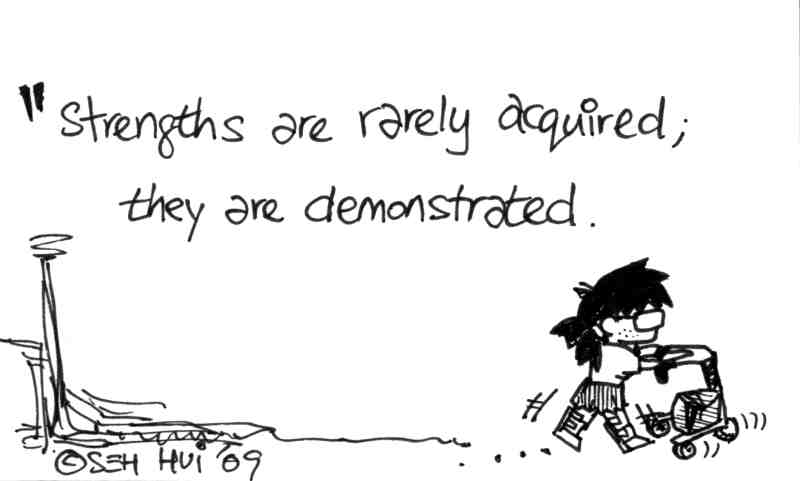 "Strengths are rarely acquired;
they are demonstrated.
©SEH HUi '09